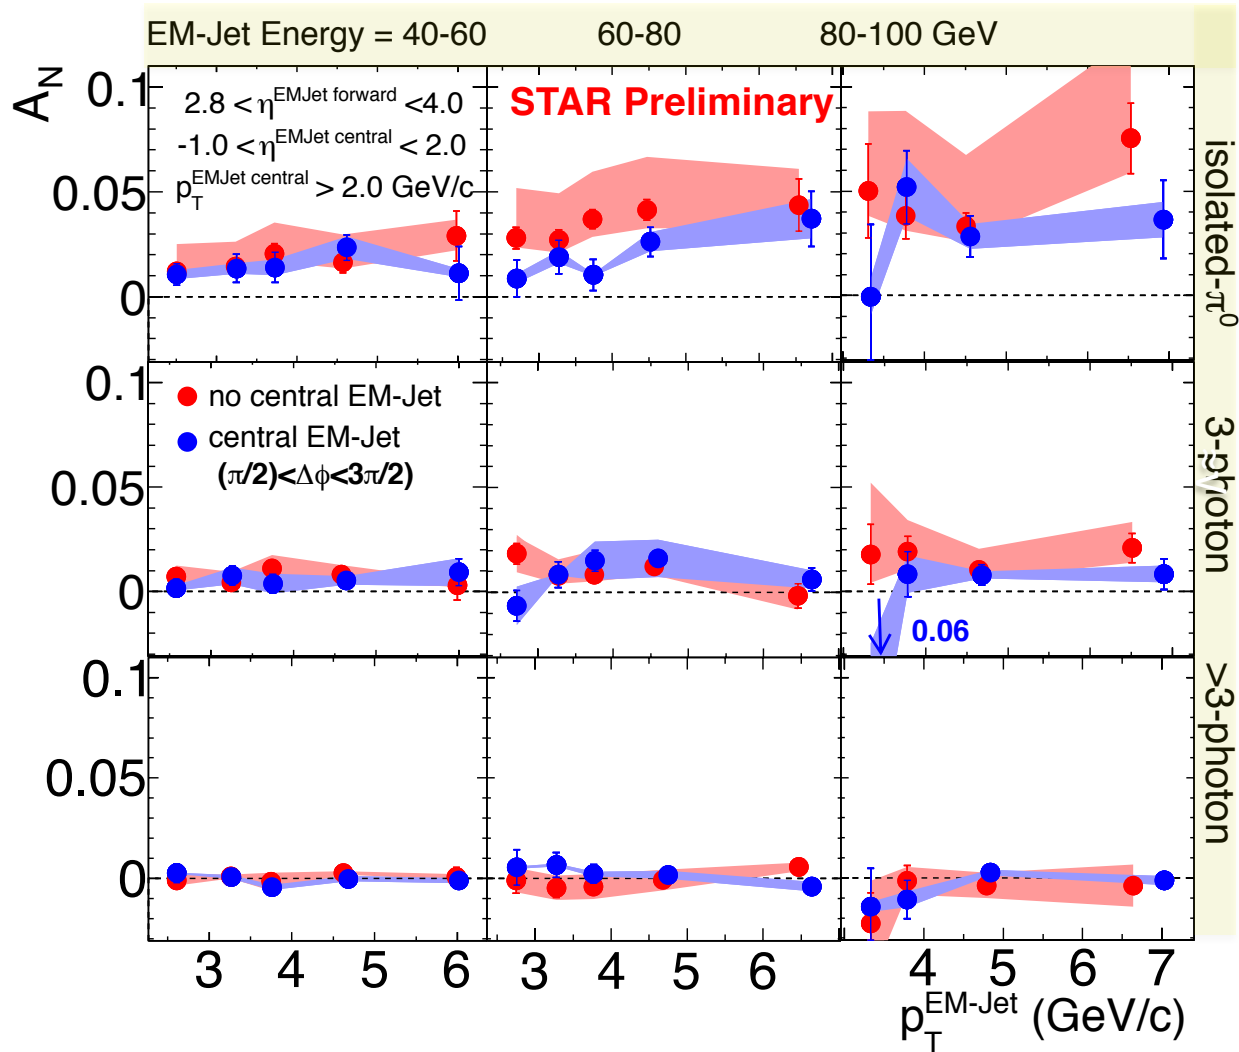 EM-Jet Energy = 40-60 60-80 80-100 GeV
A_N
0.1
0.05
0
2.8 < η^EMJet forward <4.0
-1.0 < η^EMJet central < 2.0
p_T^EMJet central > 2.0 GeV/c
STAR Preliminary
isolated-π^0
0.1
0.05
0
no central EM-Jet
central EM-Jet
(π/2)<Δϕ<3π/2)
0.06
3-photon
0.1
0.05
0
>3-photon
3 4 5 6 3 4 5 6 4 5 6 7
p_T^EM-Jet (GeV/c)